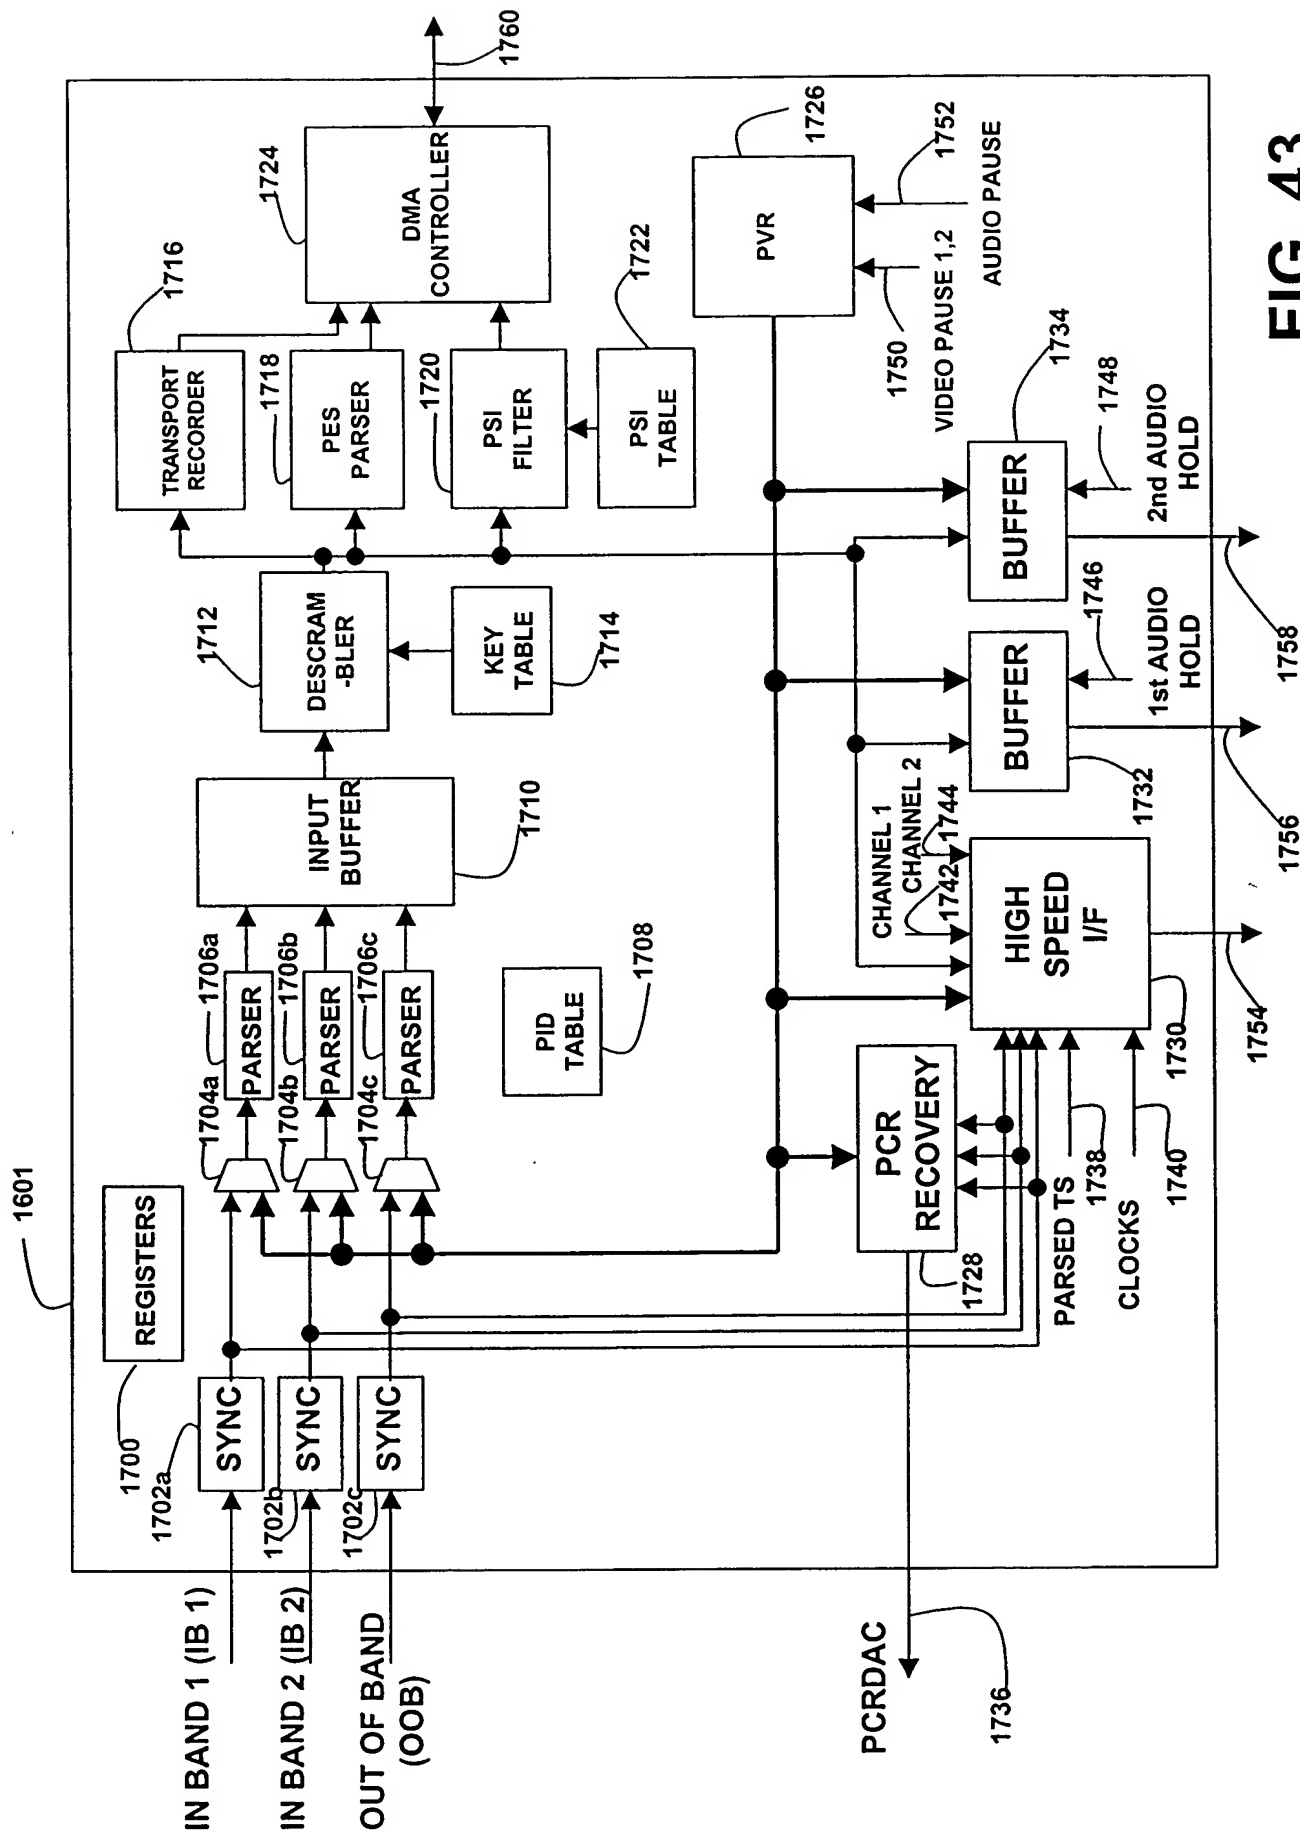 1601
REGISTERS
1700
IN BAND 1 (IB 1)
1702a
SYNC
1704a
1706a
PARSER
IN BAND 2 (IB 2)
1702b
SYNC
1704b
1706b
PARSER
OUT OF BAND
(OOB)
1702c
SYNC
1704c
1706c
PARSER
INPUT
BUFFER
1710
PID
TABLE
1708
1712
DESCRAM
-BLER
KEY
TABLE
1714
TRANSPORT
RECORDER
1716
1718
PES
PARSER
1720
PSI
FILTER
PSI
TABLE
1722
1724
DMA
CONTROLLER
1760
PVR
1726
1750
VIDEO PAUSE 1,2
1752
AUDIO PAUSE
PCRDAC
1736
PCR
RECOVERY
1728
PARSED TS
1738
CLOCKS
1740
CHANNEL 1
1742
CHANNEL 2
1744
HIGH
SPEED
I/F
1730
1754
BUFFER
1732
1746
1st AUDIO
HOLD
1756
BUFFER
1734
1748
2nd AUDIO
HOLD
1758
FIG. 43